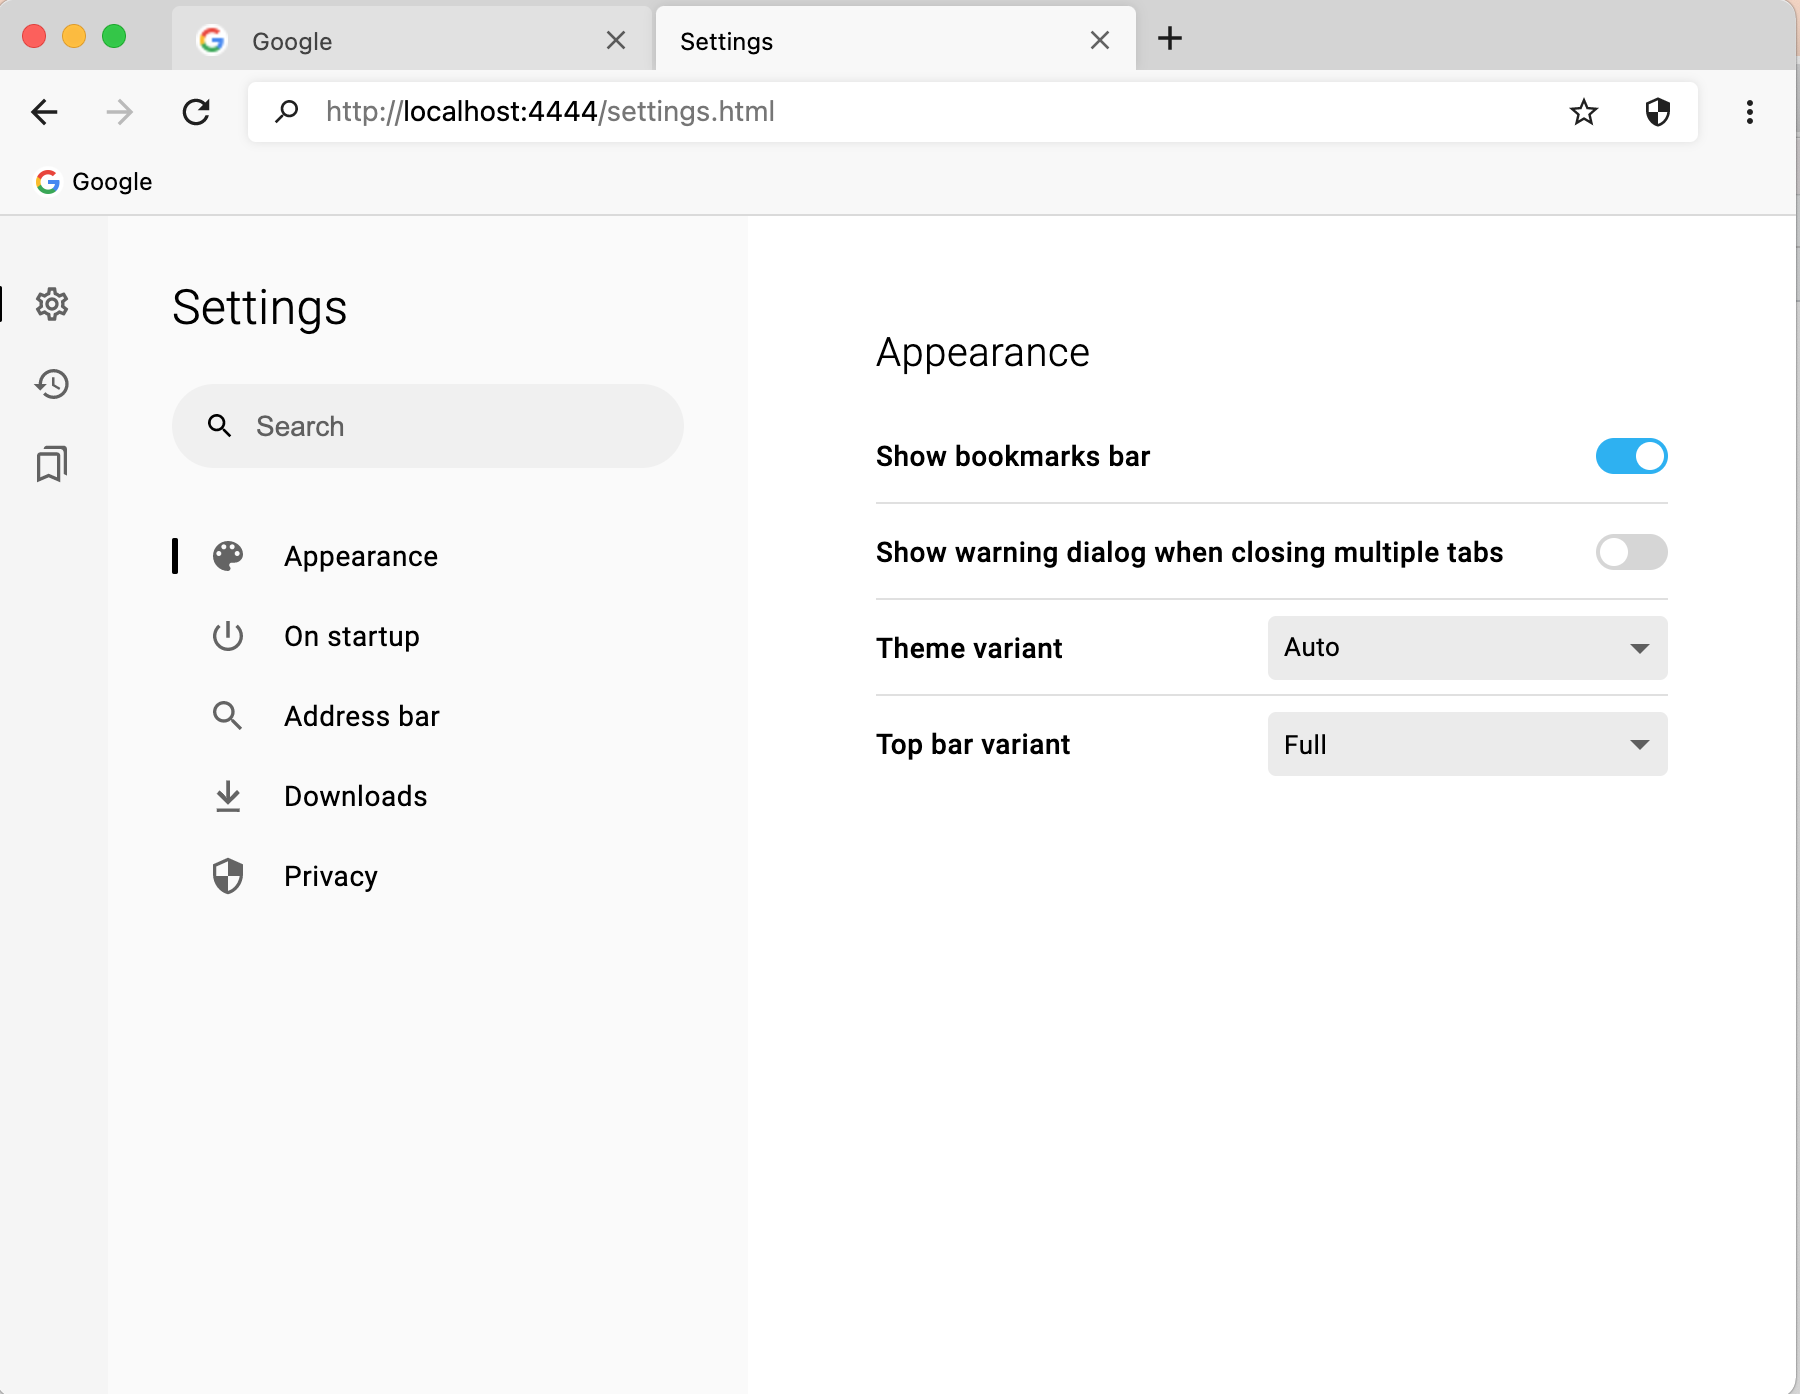 Google
Settings
http://localhost:4444/settings.html
Google
Settings
Search
Appearance
On startup
Address bar
Downloads
Privacy
Appearance
Show bookmarks bar
Show warning dialog when closing multiple tabs
Theme variant
Auto
Top bar variant
Full